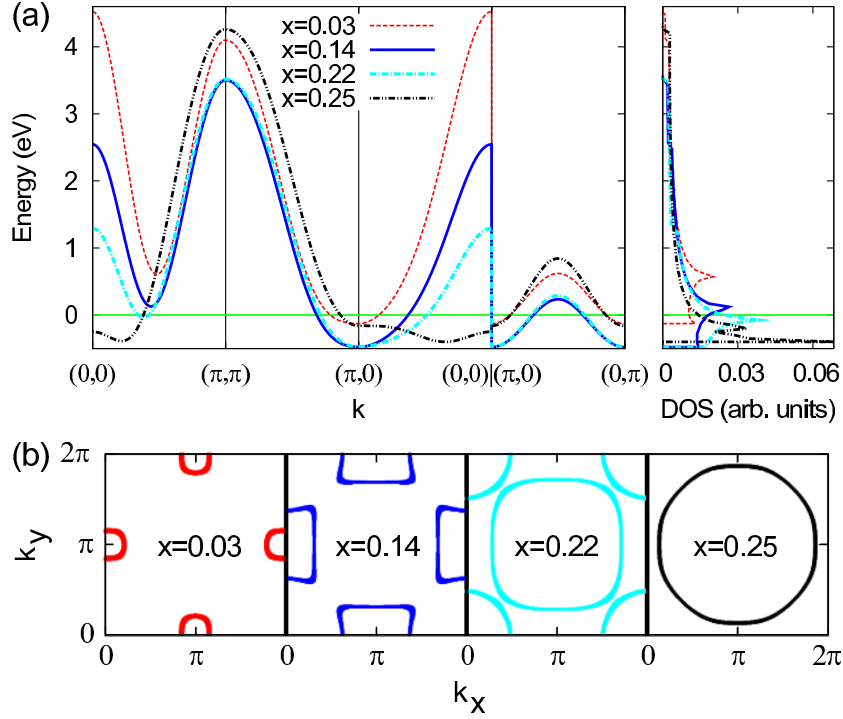 (a)
4
3
2
1
0
Energy (eV)
x=0.03
x=0.14
x=0.22
x=0.25
(0,0) (π,π) (π,0) (0,0)|(π,0) (0,π)
k
0 0.03 0.06
DOS (arb. units)
(b)
2π
π
0
k_y
x=0.03 x=0.14 x=0.22 x=0.25
0 π 0 π 0 π 0 π 2π
k_x